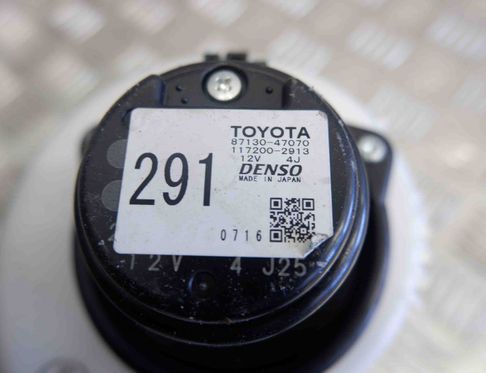 TOYOTA
87130-47070
117200-2913
12V 4J
DENSO
MADE IN JAPAN
291
0716
12V 4 J25